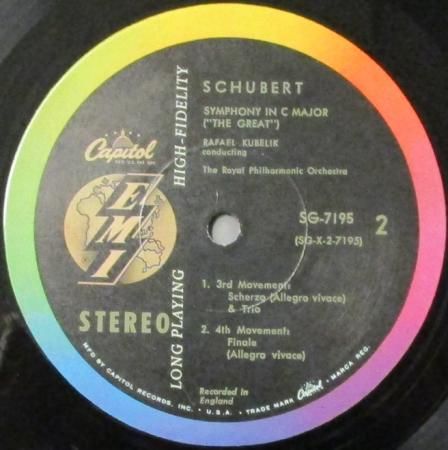 SCHUBERT
SYMPHONY IN C MAJOR
("THE GREAT")
RAFAEL KUBELIK
conducting
The Royal Philharmonic Orchestra
Capitol
EMI
STEREO
LONG PLAYING HIGH-FIDELITY
SG-7195
(SG-X-2-7195)
2
1. 3rd Movement:
Scherzo (Allegro vivace)
& Trio
2. 4th Movement:
Finale
(Allegro vivace)
Recorded In
England
MFD BY CAPITOL RECORDS, INC. • U.S.A. • TRADE MARK Capitol • MARCA REG.